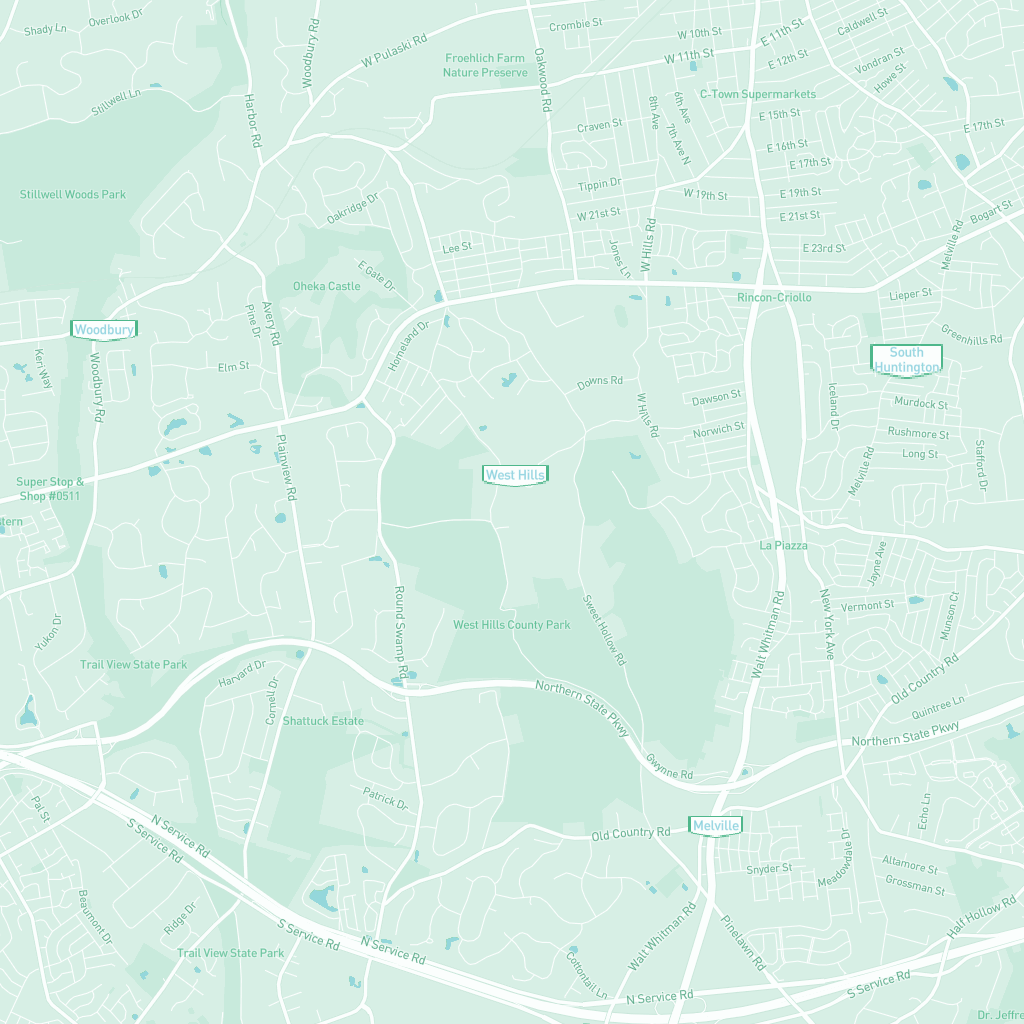 Overlook Dr
Shady Ln
Crombie St
Caldwell St
W 10th St
E 11th St
W 11th St
Woodbury Rd
W Pulaski Rd
Froehlich Farm
Nature Preserve
Oakwood Rd
E 12th St
Vondran St
Howe St
Stillwell Ln
Harbor Rd
C-Town Supermarkets
8th Ave
6th Ave
7th Ave N
Craven St
E 15th St
E 16th St
E 17th St
E 17th St
Stillwell Woods Park
Tippin Dr
W 19th St
E 19th St
Oakridge Dr
W 21st St
E 21st St
Bogart St
Lee St
Jones Ln
W Hills Rd
E 23rd St
Melville Rd
E Gate Dr
Oheka Castle
Rincon-Criollo
Lieper St
Avery Rd
Pine Dr
Woodbury
Homeland Dr
Greenhills Rd
South
Huntington
Keri Way
Elm St
Woodbury Rd
Downs Rd
W Hills Rd
Dawson St
Iceland Dr
Murdock St
Norwich St
Rushmore St
Long St
Stafford Dr
Melville Rd
Plainview Rd
West Hills
Super Stop &
Shop #0511
stern
La Piazza
Jayne Ave
Round Swamp Rd
Sweet Hollow Rd
Walt Whitman Rd
New York Ave
Vermont St
Munson Ct
Yukon Dr
West Hills County Park
Trail View State Park
Harvard Dr
Cornell Dr
Old Country Rd
Northern State Pkwy
Quintree Ln
Shattuck Estate
Northern State Pkwy
Gwynne Rd
Patrick Dr
Pal St
N Service Rd
S Service Rd
Echo Ln
Melville
Old Country Rd
Meadowdale Dr
Snyder St
Altamore St
Grossman St
Beaumont Dr
Ridge Dr
Half Hollow Rd
S Service Rd
N Service Rd
Walt Whitman Rd
Pinelawn Rd
Trail View State Park
Cottontail Ln
N Service Rd
S Service Rd
Dr. Jeffre